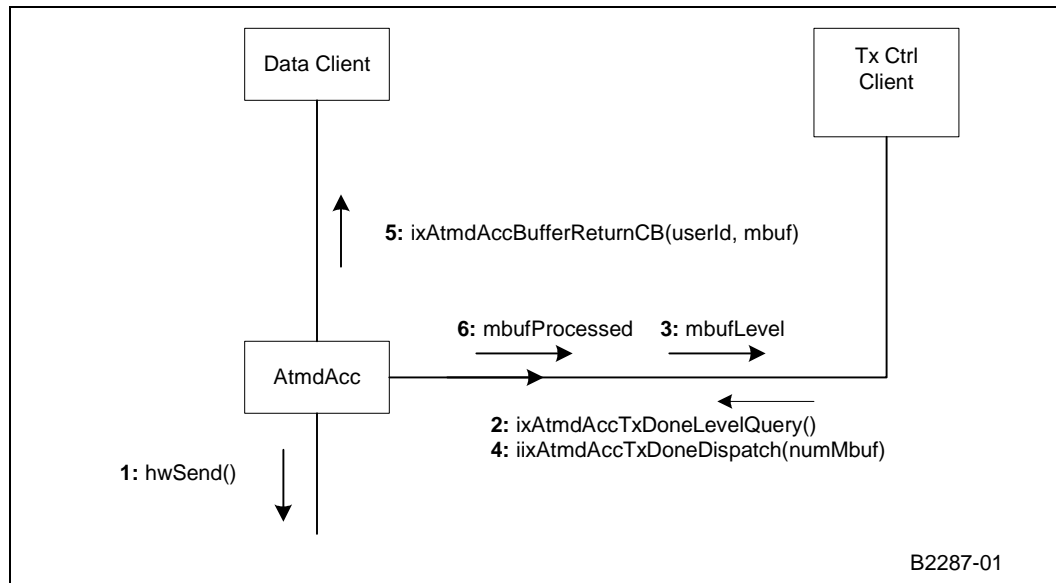 Data Client
Tx Ctrl
Client
5: ixAtmdAccBufferReturnCB(userId, mbuf)
6: mbufProcessed
3: mbufLevel
AtmdAcc
2: ixAtmdAccTxDoneLevelQuery()
4: iixAtmdAccTxDoneDispatch(numMbuf)
1: hwSend()
B2287-01